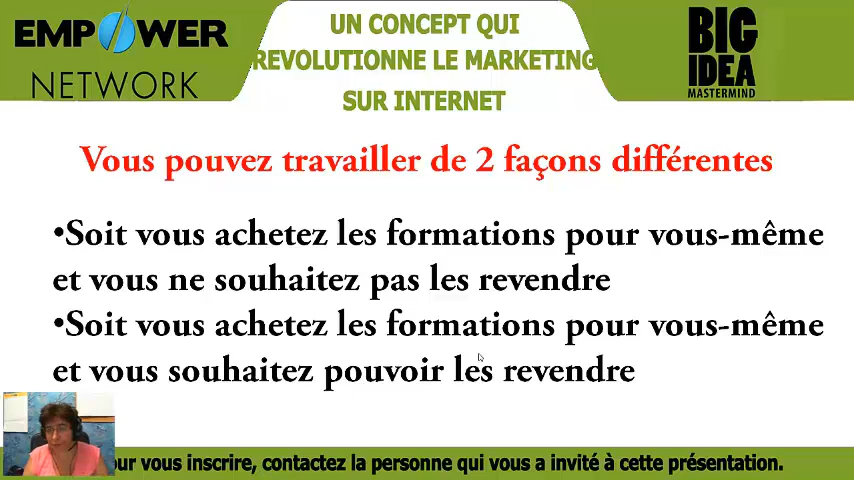 EMPOWER
NETWORK
UN CONCEPT QUI
REVOLUTIONNE LE MARKETING
SUR INTERNET
BIG
IDEA
MASTERMIND
Vous pouvez travailler de 2 façons différentes
•Soit vous achetez les formations pour vous-même
et vous ne souhaitez pas les revendre
•Soit vous achetez les formations pour vous-même
et vous souhaitez pouvoir les revendre
our vous inscrire, contactez la personne qui vous a invité à cette présentation.